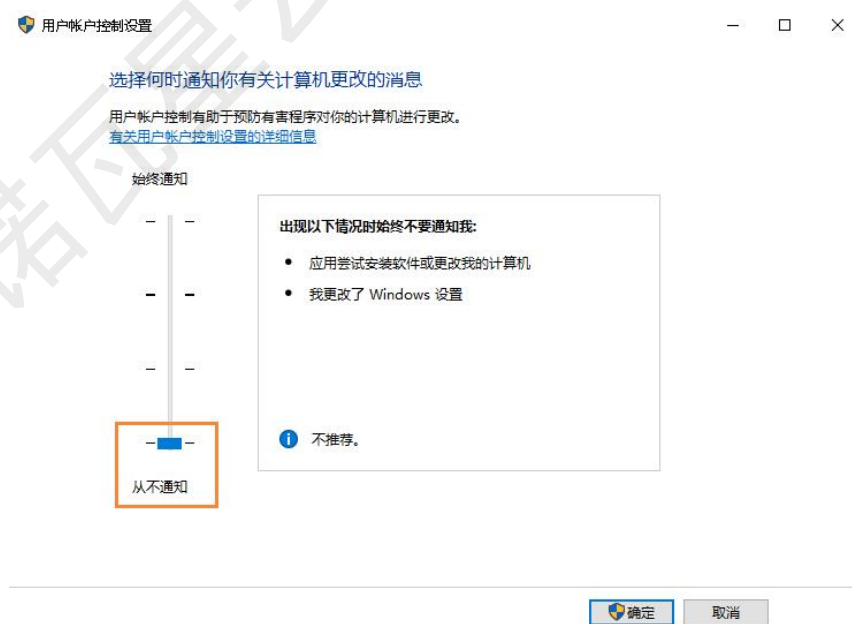 用户帐户控制设置
选择何时通知你有关计算机更改的消息
用户帐户控制有助于预防有害程序对你的计算机进行更改。
有关用户帐户控制设置的详细信息
始终通知
出现以下情况时始终不要通知我:
• 应用尝试安装软件或更改我的计算机
• 我更改了 Windows 设置
不推荐。
从不通知
确定
取消
诺瓦星云